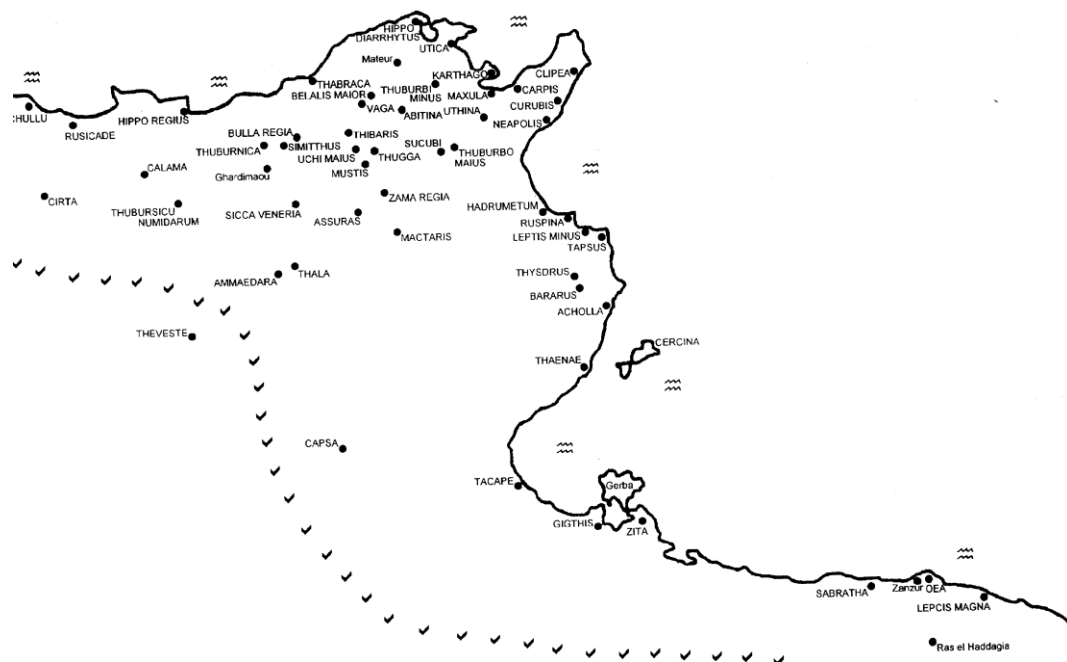 HIPPO
DIARRHYTUS
UTICA
Mateur
KARTHAGO
CLIPEA
THABRACA
THUBURBI
MINUS
CARPIS
BELALIS MAIOR
MAXULA
CURUBIS
VAGA
ABITINA
UTHINA
NEAPOLIS
CHULLU
RUSICADE
HIPPO REGIUS
BULLA REGIA
THIBARIS
SUCUBI
THUBURNICA
SIMITTHUS
UCHI MAIUS
THUGGA
THUBURBO
MAIUS
Ghardimaou
MUSTIS
CALAMA
CIRTA
THUBURSICU
NUMIDARUM
SICCA VENERIA
ASSURAS
ZAMA REGIA
HADRUMETUM
RUSPINA
MACTARIS
LEPTIS MINUS
TAPSUS
AMMAEDARA
THALA
THYSDRUS
BARARUS
ACHOLLA
THEVESTE
CERCINA
THAENAE
CAPSA
TACAPE
Gerba
GIGTHIS
ZITA
SABRATHA
Zanzur
OEA
LEPCIS MAGNA
Ras el Haddagia